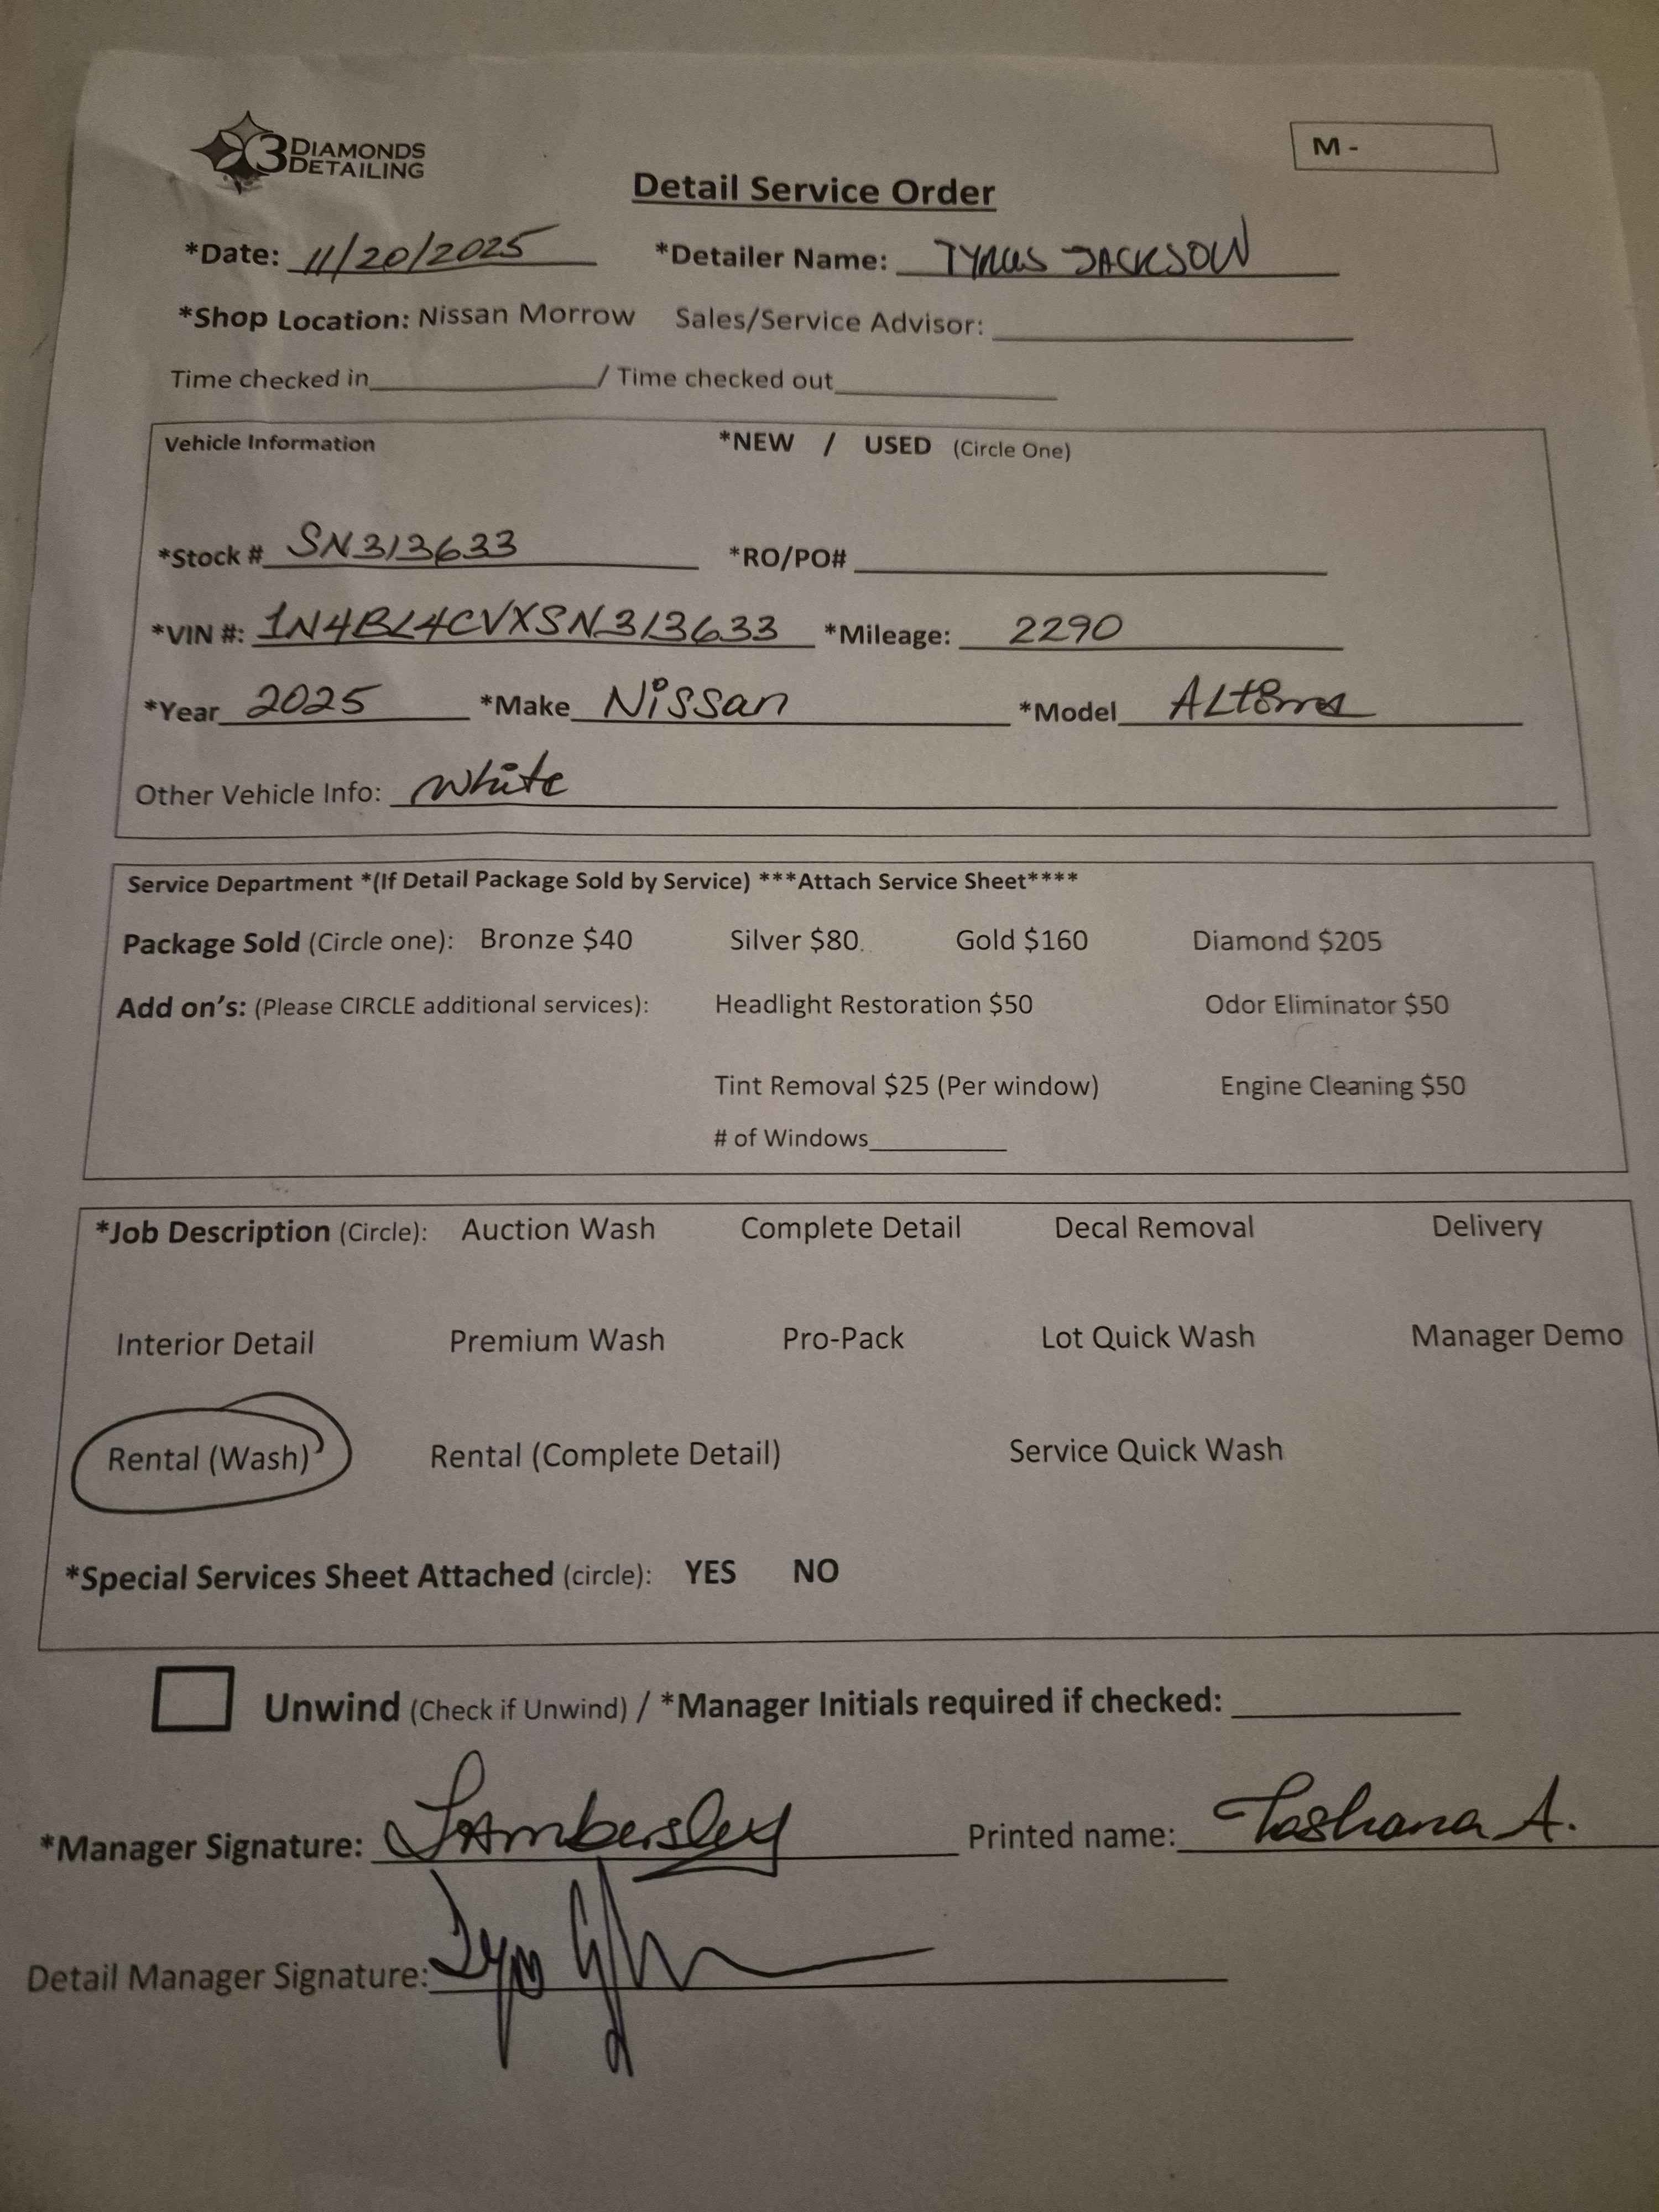 3 DIAMONDS DETAILING
M -
Detail Service Order
*Date: 11/20/2025 *Detailer Name: TYRUS JACKSON
*Shop Location: Nissan Morrow Sales/Service Advisor:
Time checked in / Time checked out
Vehicle Information *NEW / USED (Circle One)
*Stock # SN313633 *RO/PO#
*VIN #: 1N4BL4CVXSN313633 *Mileage: 2290
*Year 2025 *Make Nissan *Model
Other Vehicle Info: white
Service Department *(If Detail Package Sold by Service) ***Attach Service Sheet****
Package Sold (Circle one): Bronze $40 Silver $80 Gold $160 Diamond $205
Add on's: (Please CIRCLE additional services): Headlight Restoration $50 Odor Eliminator $50
Tint Removal $25 (Per window) Engine Cleaning $50
# of Windows
*Job Description (Circle): Auction Wash Complete Detail Decal Removal Delivery
Interior Detail Premium Wash Pro-Pack Lot Quick Wash Manager Demo
Rental (Wash) Rental (Complete Detail) Service Quick Wash
*Special Services Sheet Attached (circle): YES NO
Unwind (Check if Unwind) / *Manager Initials required if checked:
*Manager Signature: Printed name: Tashana A.
Detail Manager Signature: